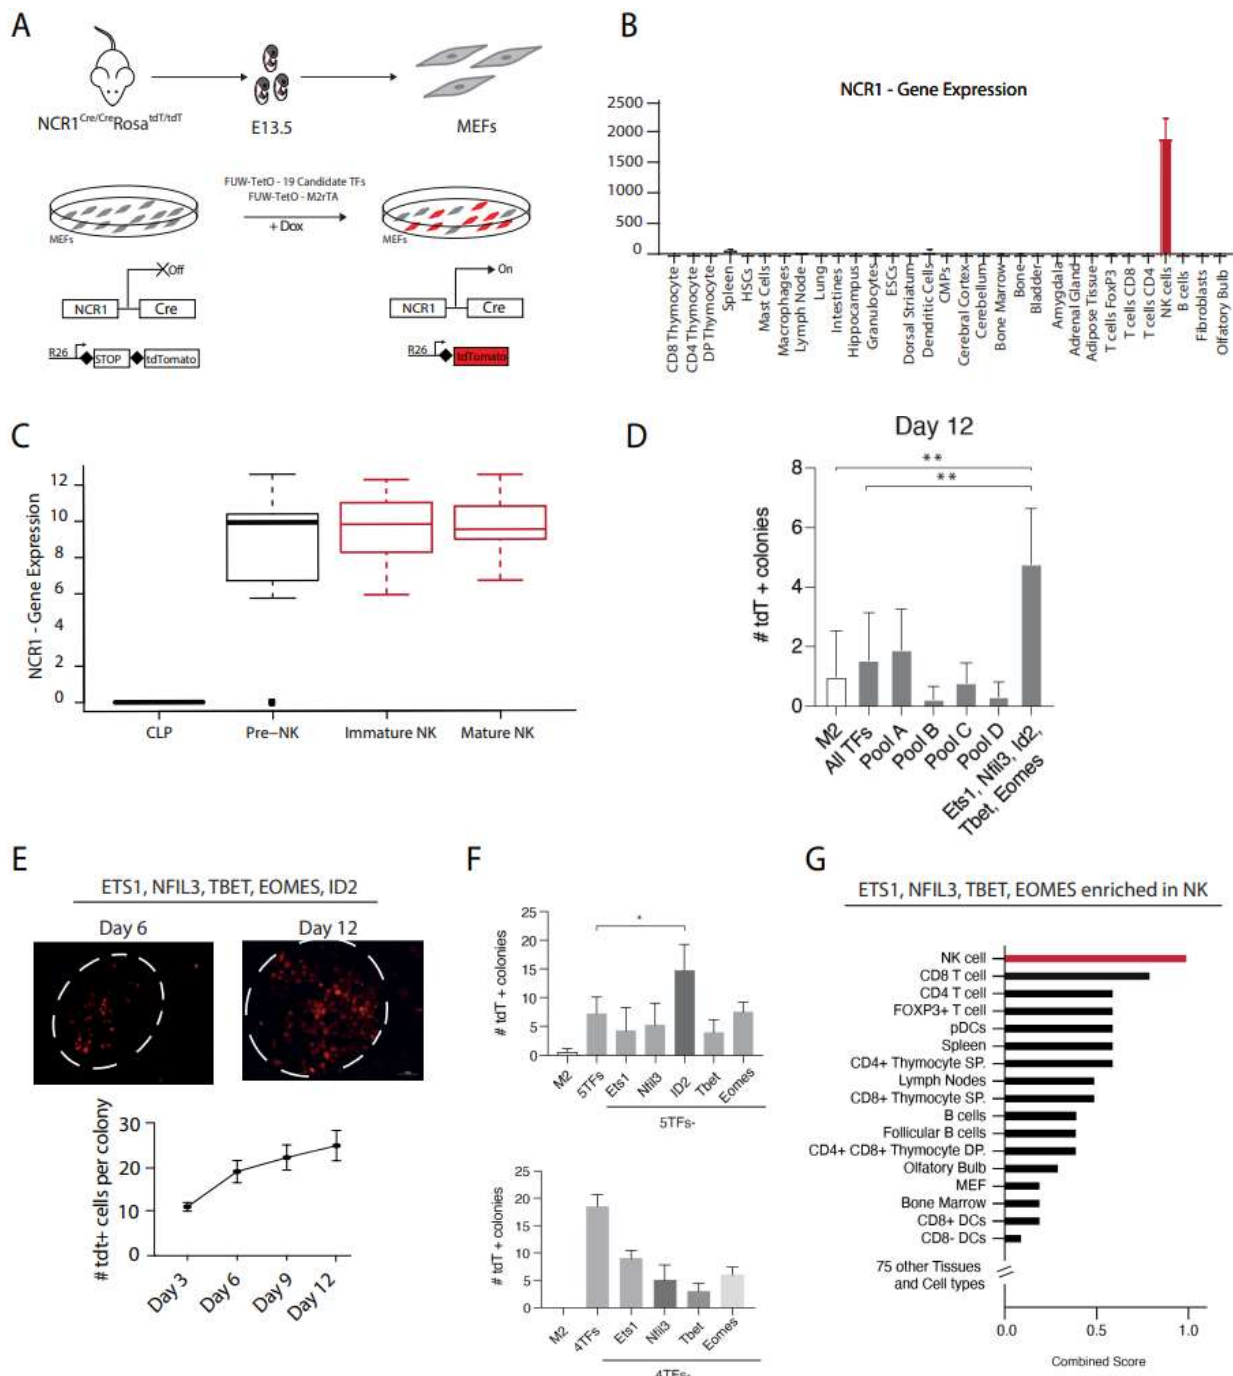 A
NCR1Cre/CreRosatdT/tdT
E13.5
MEFs
FUW-TetO - 19 Candidate TFs
FUW-TetO - M2rTA
+ Dox
MEFs
MEFs
Off
On
NCR1
Cre
NCR1
Cre
R26
STOP
tdTomato
R26
tdTomato
B
NCR1 - Gene Expression
2500
2000
1500
1000
500
0
CD8 Thymocyte
CD4 Thymocyte
DP Thymocyte
Spleen
HSCs
Mast Cells
Macrophages
Lymph Node
Lung
Intestines
Hippocampus
Granulocytes
ESCs
Dorsal Striatum
Dendritic Cells
CMPs
Cerebral Cortex
Cerebellum
Bone Marrow
Bone
Bladder
Amygdala
Adrenal Gland
Adipose Tissue
T cells FoxP3
T cells CD8
T cells CD4
NK cells
B cells
Fibroblasts
Olfatory Bulb
C
NCR1 - Gene Expression
12
10
8
6
4
2
0
CLP
Pre–NK
Immature NK
Mature NK
D
Day 12
# tdT + colonies
8
6
4
2
0
**
**
M2
All TFs
Pool A
Pool B
Pool C
Pool D
Ets1, Nfil3, Id2,
Tbet, Eomes
E
ETS1, NFIL3, TBET, EOMES, ID2
Day 6
Day 12
# tdt+ cells per colony
30
20
10
0
Day 3
Day 6
Day 9
Day 12
F
# tdT + colonies
25
20
15
10
5
0
*
M2
5TFs
Ets1
Nfil3
ID2
Tbet
Eomes
5TFs-
# tdT + colonies
25
20
15
10
5
0
M2
4TFs
Ets1
Nfil3
Tbet
Eomes
4TFs-
G
ETS1, NFIL3, TBET, EOMES enriched in NK
NK cell
CD8 T cell
CD4 T cell
FOXP3+ T cell
pDCs
Spleen
CD4+ Thymocyte SP.
Lymph Nodes
CD8+ Thymocyte SP.
B cells
Follicular B cells
CD4+ CD8+ Thymocyte DP.
Olfatory Bulb
MEF
Bone Marrow
CD8+ DCs
CD8- DCs
75 other Tissues
and Cell types
0.0
0.5
1.0
Combined Score